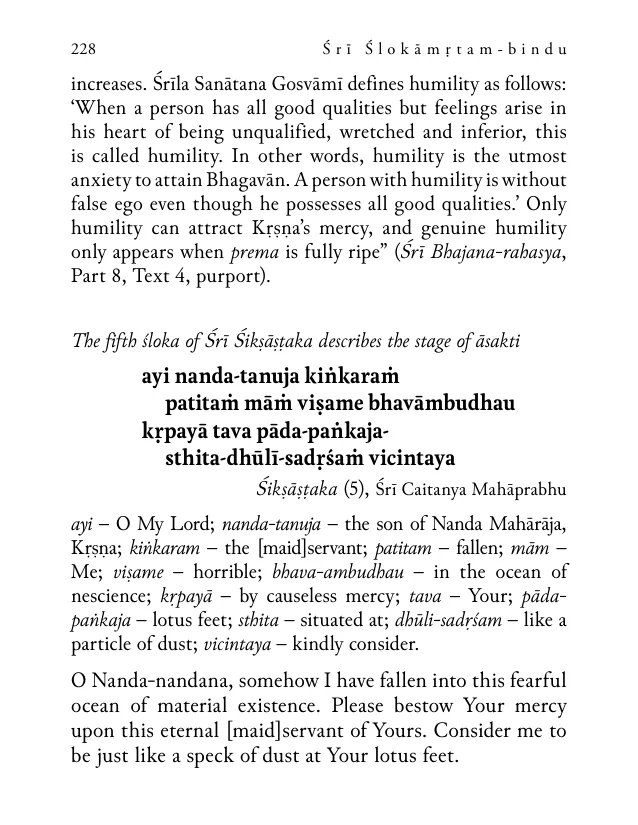 228 Śrī Ślokāmṛtam-bindu
increases. Śrīla Sanātana Gosvāmī defines humility as follows:
‘When a person has all good qualities but feelings arise in
his heart of being unqualified, wretched and inferior, this
is called humility. In other words, humility is the utmost
anxiety to attain Bhagavān. A person with humility is without
false ego even though he possesses all good qualities.’ Only
humility can attract Kṛṣṇa’s mercy, and genuine humility
only appears when prema is fully ripe” (Śrī Bhajana-rahasya,
Part 8, Text 4, purport).
The fifth śloka of Śrī Śikṣāṣṭaka describes the stage of āsakti
ayi nanda-tanuja kiṅkaraṁ
patitaṁ māṁ viṣame bhavāmbudhau
kṛpayā tava pāda-paṅkaja-
sthita-dhūlī-sadṛśaṁ vicintaya
Śikṣāṣṭaka (5), Śrī Caitanya Mahāprabhu
ayi – O My Lord; nanda-tanuja – the son of Nanda Mahārāja,
Kṛṣṇa; kiṅkaram – the [maid]servant; patitam – fallen; mām –
Me; viṣame – horrible; bhava-ambudhau – in the ocean of
nescience; kṛpayā – by causeless mercy; tava – Your; pāda-
paṅkaja – lotus feet; sthita – situated at; dhūli-sadṛśam – like a
particle of dust; vicintaya – kindly consider.
O Nanda-nandana, somehow I have fallen into this fearful
ocean of material existence. Please bestow Your mercy
upon this eternal [maid]servant of Yours. Consider me to
be just like a speck of dust at Your lotus feet.